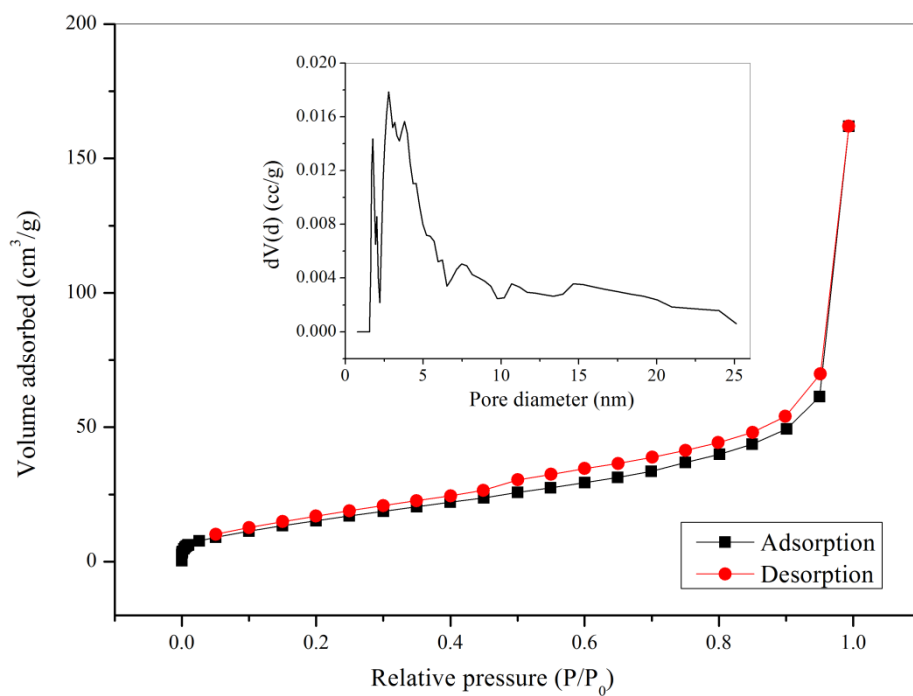 200
150
100
50
0
Volume adsorbed (cm³/g)
0.020
0.016
0.012
0.008
0.004
0.000
dV(d) (cc/g)
0 5 10 15 20 25
Pore diameter (nm)
Adsorption
Desorption
0.0 0.2 0.4 0.6 0.8 1.0
Relative pressure (P/P₀)